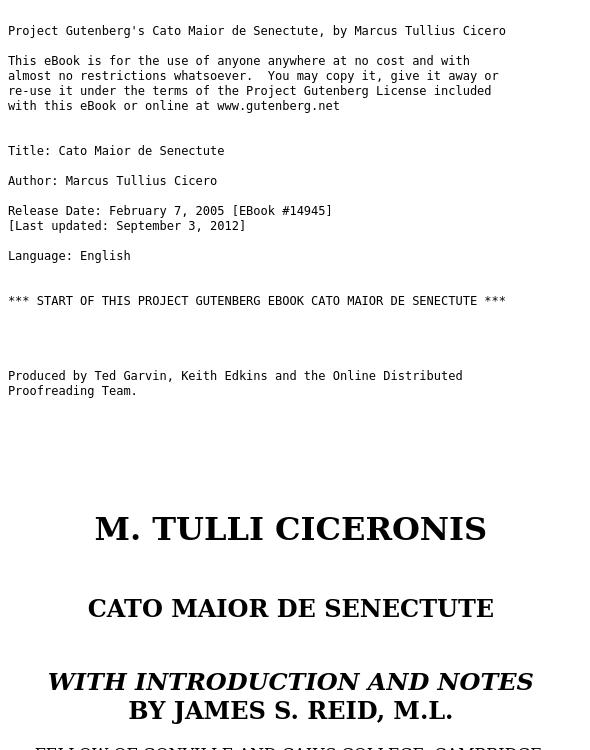 Project Gutenberg's Cato Maior de Senectute, by Marcus Tullius Cicero
This eBook is for the use of anyone anywhere at no cost and with
almost no restrictions whatsoever.  You may copy it, give it away or
re-use it under the terms of the Project Gutenberg License included
with this eBook or online at www.gutenberg.net
Title: Cato Maior de Senectute
Author: Marcus Tullius Cicero
Release Date: February 7, 2005 [EBook #14945]
[Last updated: September 3, 2012]
Language: English
*** START OF THIS PROJECT GUTENBERG EBOOK CATO MAIOR DE SENECTUTE ***
Produced by Ted Garvin, Keith Edkins and the Online Distributed
Proofreading Team.
M. TULLI CICERONIS
CATO MAIOR DE SENECTUTE
WITH INTRODUCTION AND NOTES
BY JAMES S. REID, M.L.